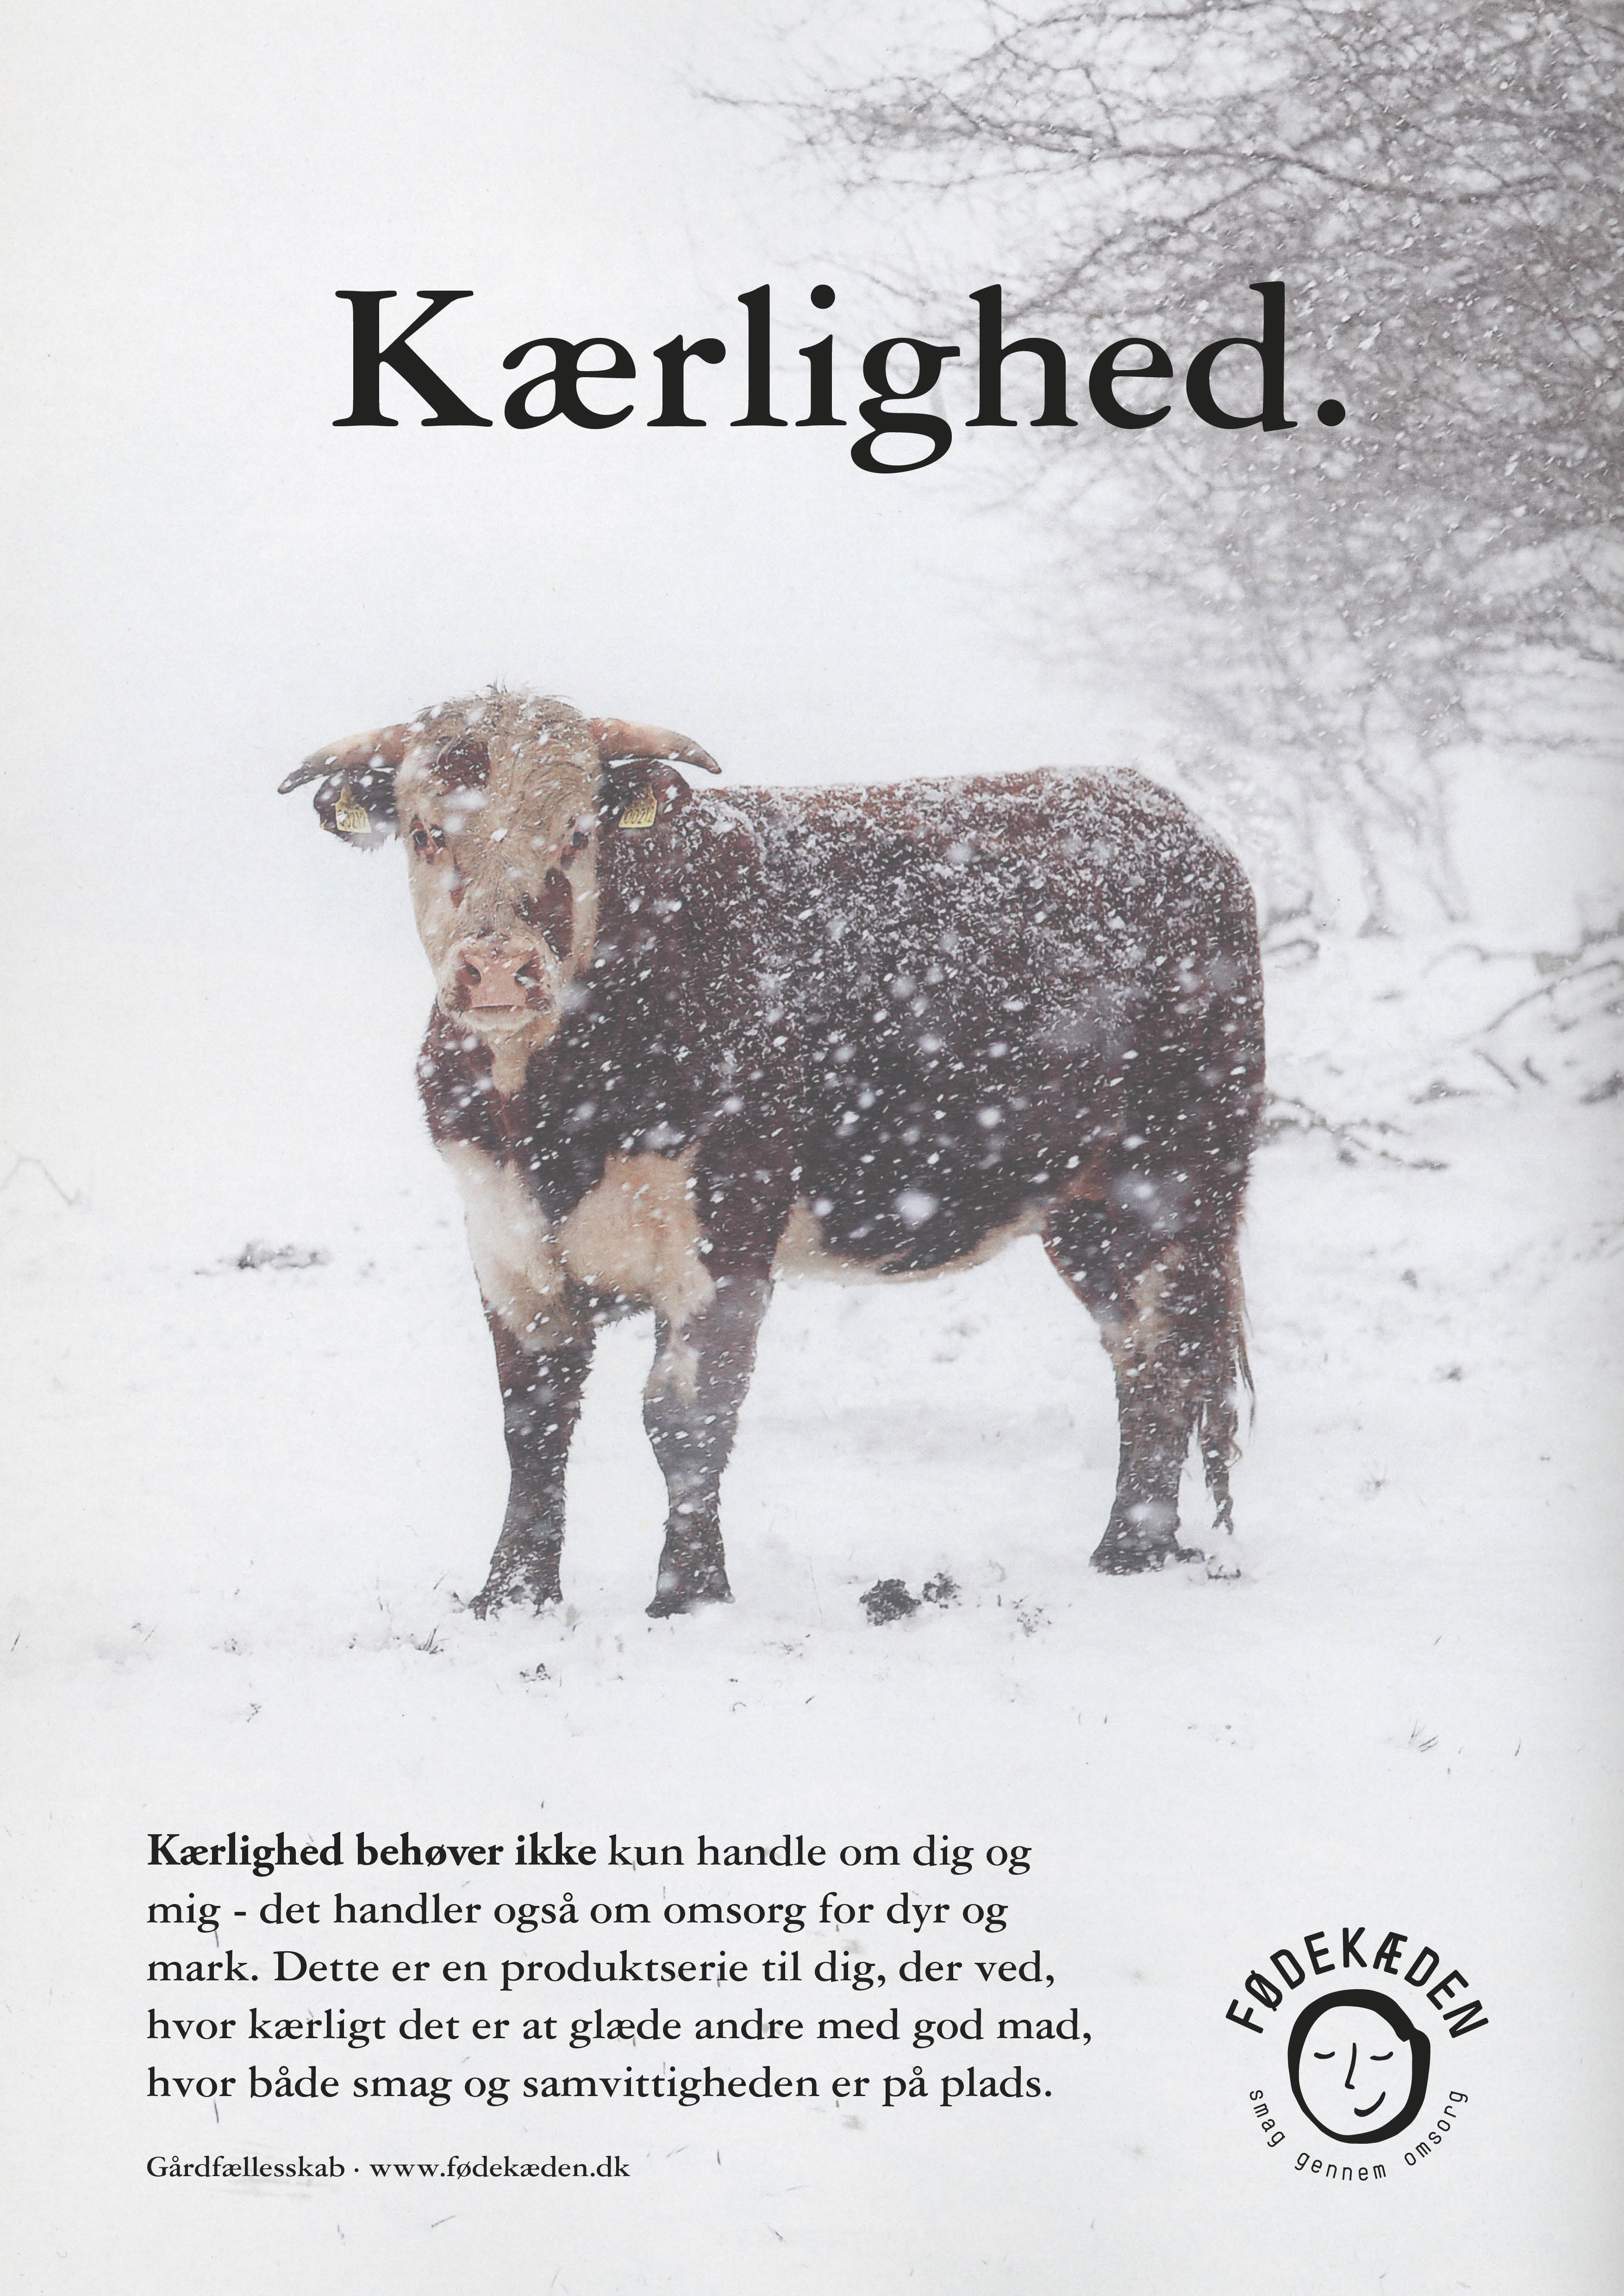 Kærlighed.
Kærlighed behøver ikke kun handle om dig og
mig - det handler også om omsorg for dyr og
mark. Dette er en produktserie til dig, der ved,
hvor kærligt det er at glæde andre med god mad,
hvor både smag og samvittigheden er på plads.
Gårdfællesskab · www.fødekæden.dk
FØDEKÆDEN
smag gennem omsorg